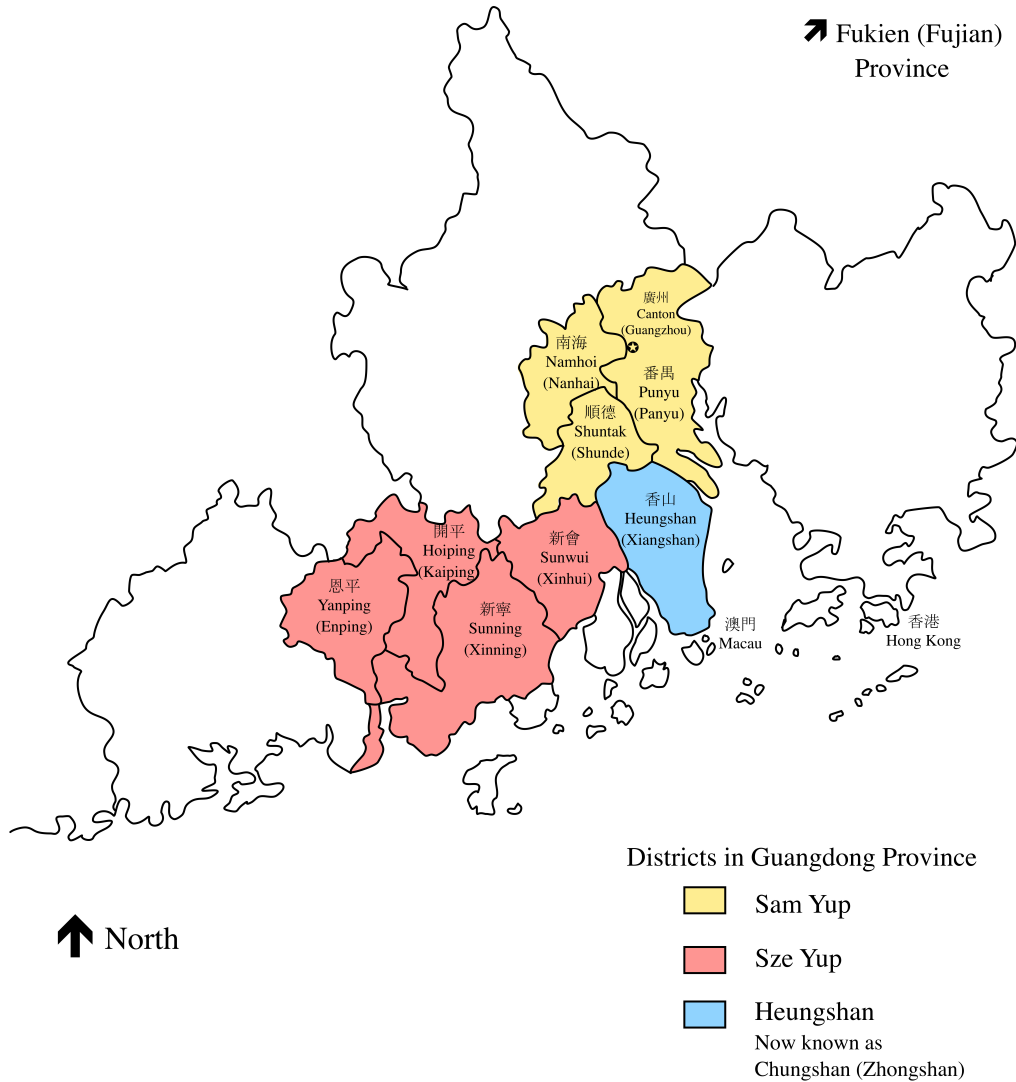 Fukien (Fujian)
Province
廣州
Canton
(Guangzhou)
南海
Namhoi
(Nanhai)
番禺
Punyu
(Panyu)
順德
Shuntak
(Shunde)
香山
Heungshan
(Xiangshan)
開平
Hoiping
(Kaiping)
新會
Sunwui
(Xinhui)
恩平
Yanping
(Enping)
新寧
Sunning
(Xinning)
澳門
Macau
香港
Hong Kong
Districts in Guangdong Province
Sam Yup
Sze Yup
Heungshan
Now known as
Chungshan (Zhongshan)
North